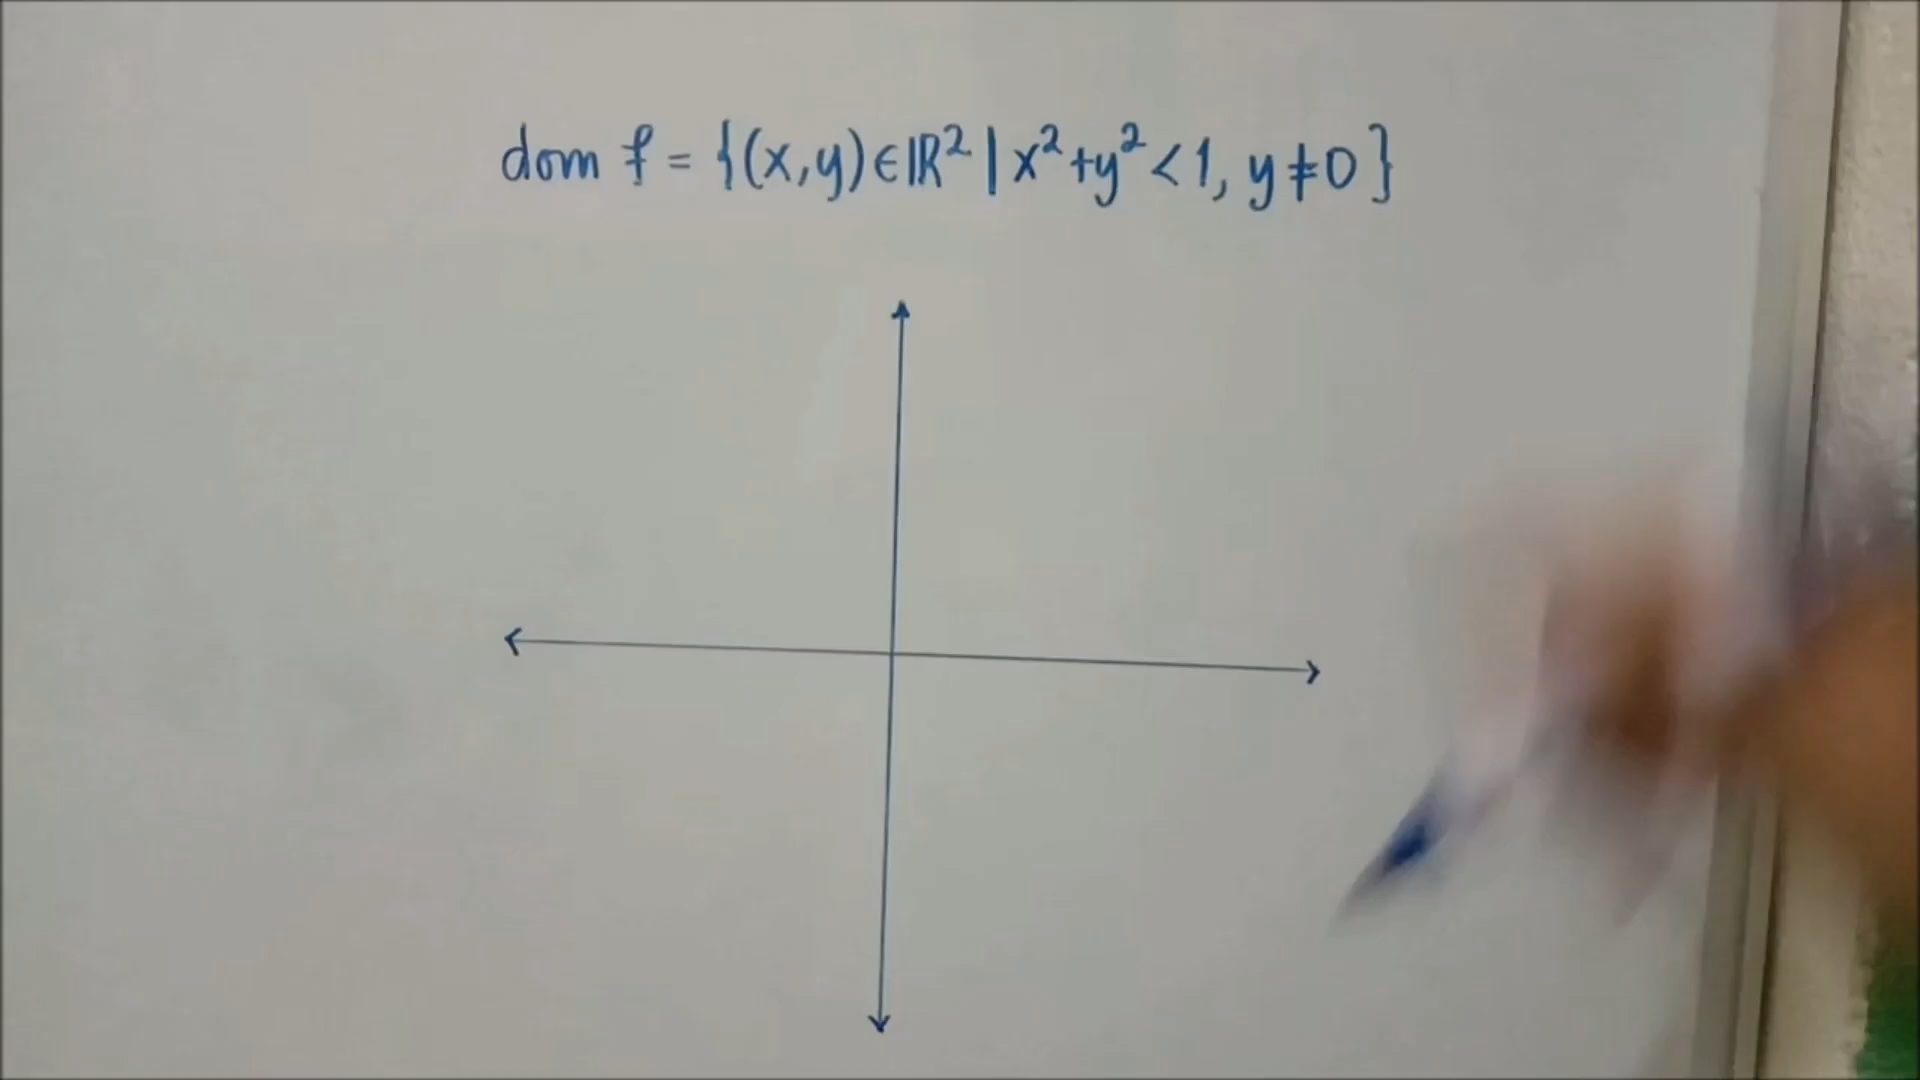 dom f = {(x,y)∈ℝ² | x²+y²<1, y≠0}